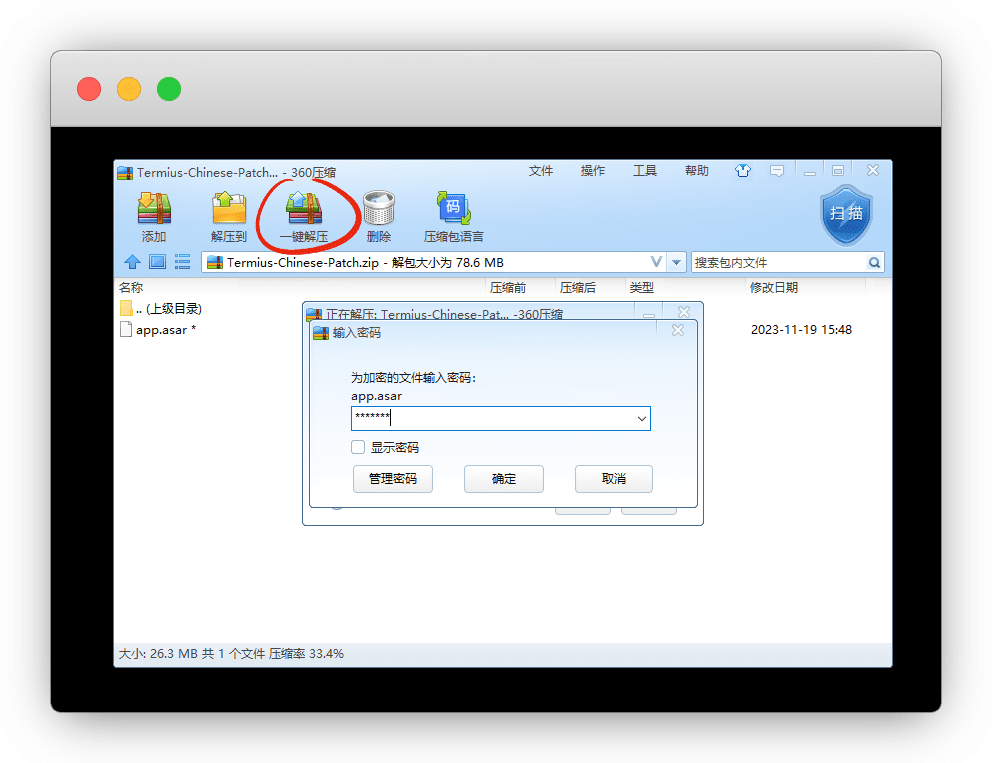 Termius-Chinese-Patch... - 360压缩
文件 操作 工具 帮助
添加 解压到 一键解压 删除 码 压缩包语言 扫描
Termius-Chinese-Patch.zip - 解包大小为 78.6 MB
搜索包内文件
名称 压缩前 压缩后 类型 修改日期
.. (上级目录)
app.asar * 2023-11-19 15:48
正在解压: Termius-Chinese-Pat... -360压缩
输入密码
为加密的文件输入密码:
app.asar
*******
显示密码
管理密码 确定 取消
大小: 26.3 MB 共 1 个文件 压缩率 33.4%